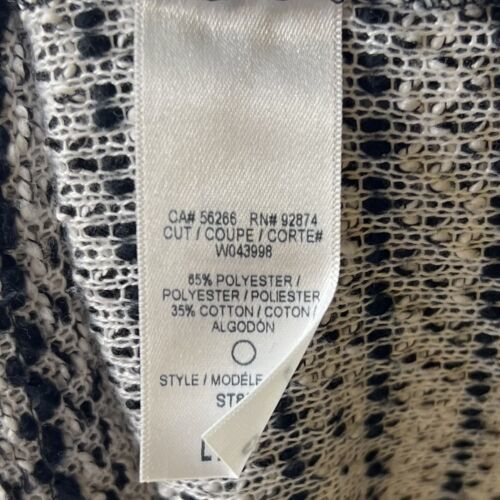 CA# 56266 RN# 92874
CUT / COUPE / CORTE#
W043998
65% POLYESTER /
POLYESTER / POLIESTER
35% COTTON / COTON /
ALGODÓN
STYLE / MODÈLE